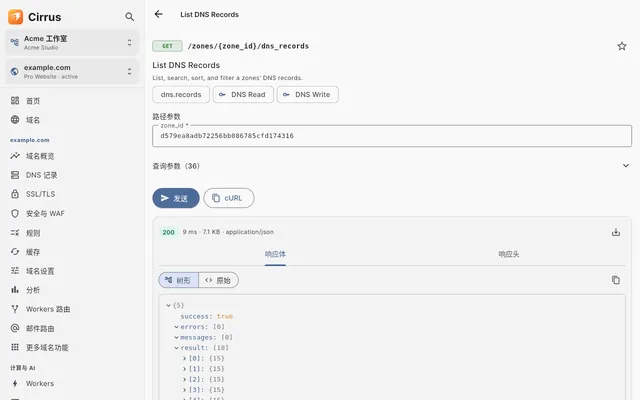 Cirrus
Acme 工作室
Acme Studio
example.com
Pro Website · active
首页
域名
example.com
域名概览
DNS 记录
SSL/TLS
安全与 WAF
规则
缓存
域名设置
分析
Workers 路由
邮件路由
更多域名功能
计算与 AI
Workers
List DNS Records
GET /zones/{zone_id}/dns_records
List DNS Records
List, search, sort, and filter a zones' DNS records.
dns.records
DNS Read
DNS Write
路径参数
zone_id *
d579ea8adb72256bb086785cfd174316
查询参数（36）
发送
cURL
200 9 ms · 7.1 KB · application/json
响应体
响应头
树形
原始
{5}
success: true
errors: [0]
messages: [0]
result: [18]
[0]: {15}
[1]: {15}
[2]: {15}
[3]: {15}